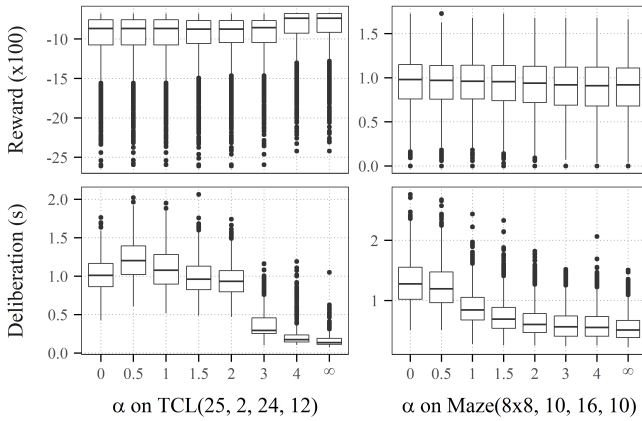 Reward (x100)
-10
-15
-20
-25
1.5
1.0
0.5
0.0
Deliberation (s)
2.0
1.5
1.0
0.5
0.0
2
1
0 0.5 1 1.5 2 3 4 ∞
0 0.5 1 1.5 2 3 4 ∞
α on TCL(25, 2, 24, 12)
α on Maze(8x8, 10, 16, 10)